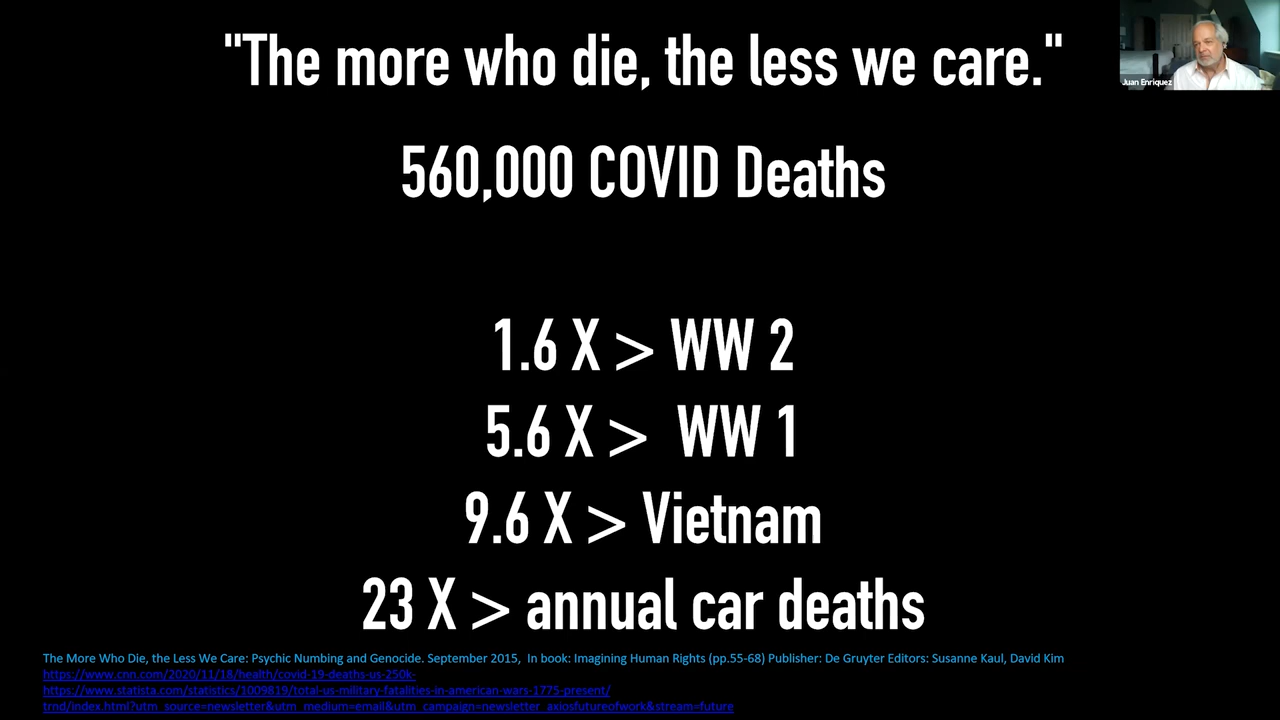 "The more who die, the less we care."
Juan Enriquez
560,000 COVID Deaths
1.6 X > WW 2
5.6 X > WW 1
9.6 X > Vietnam
23 X > annual car deaths
The More Who Die, the Less We Care: Psychic Numbing and Genocide. September 2015, In book: Imagining Human Rights (pp.55-68) Publisher: De Gruyter Editors: Susanne Kaul, David Kim
https://www.cnn.com/2020/11/18/health/covid-19-deaths-us-250k-
https://www.statista.com/statistics/1009819/total-us-military-fatalities-in-american-wars-1775-present/
trnd/index.html?utm_source=newsletter&utm_medium=email&utm_campaign=newsletter_axiosfutureofwork&stream=future